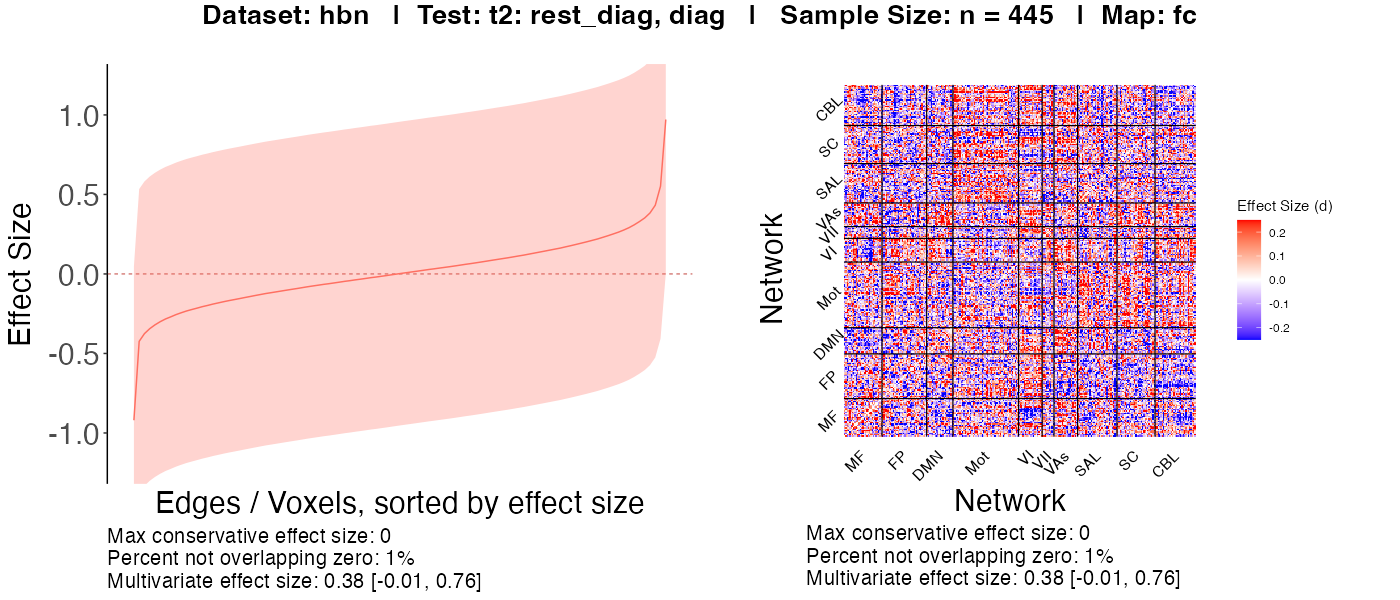 Dataset: hbn | Test: t2: rest_diag, diag | Sample Size: n = 445 | Map: fc
Effect Size
1.0
0.5
0.0
-0.5
-1.0
Edges / Voxels, sorted by effect size
Max conservative effect size: 0
Percent not overlapping zero: 1%
Multivariate effect size: 0.38 [-0.01, 0.76]
Network
CBL
SC
SAL
VAs
VII
VI
Mot
DMN
FP
MF
MF
FP
DMN
Mot
VI
VII
VAs
SAL
SC
CBL
Network
Max conservative effect size: 0
Percent not overlapping zero: 1%
Multivariate effect size: 0.38 [-0.01, 0.76]
Effect Size (d)
0.2
0.1
0.0
-0.1
-0.2